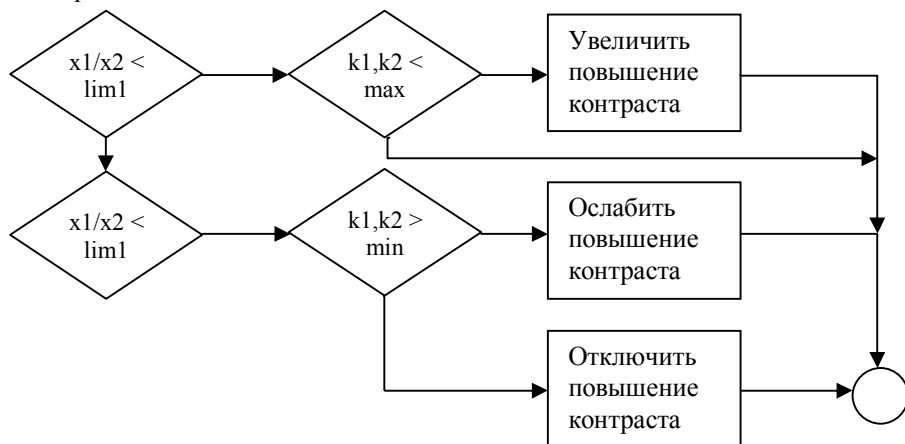 x1/x2 <
lim1
k1,k2 <
max
Увеличить
повышение
контраста
x1/x2 <
lim1
k1,k2 >
min
Ослабить
повышение
контраста
Отключить
повышение
контраста